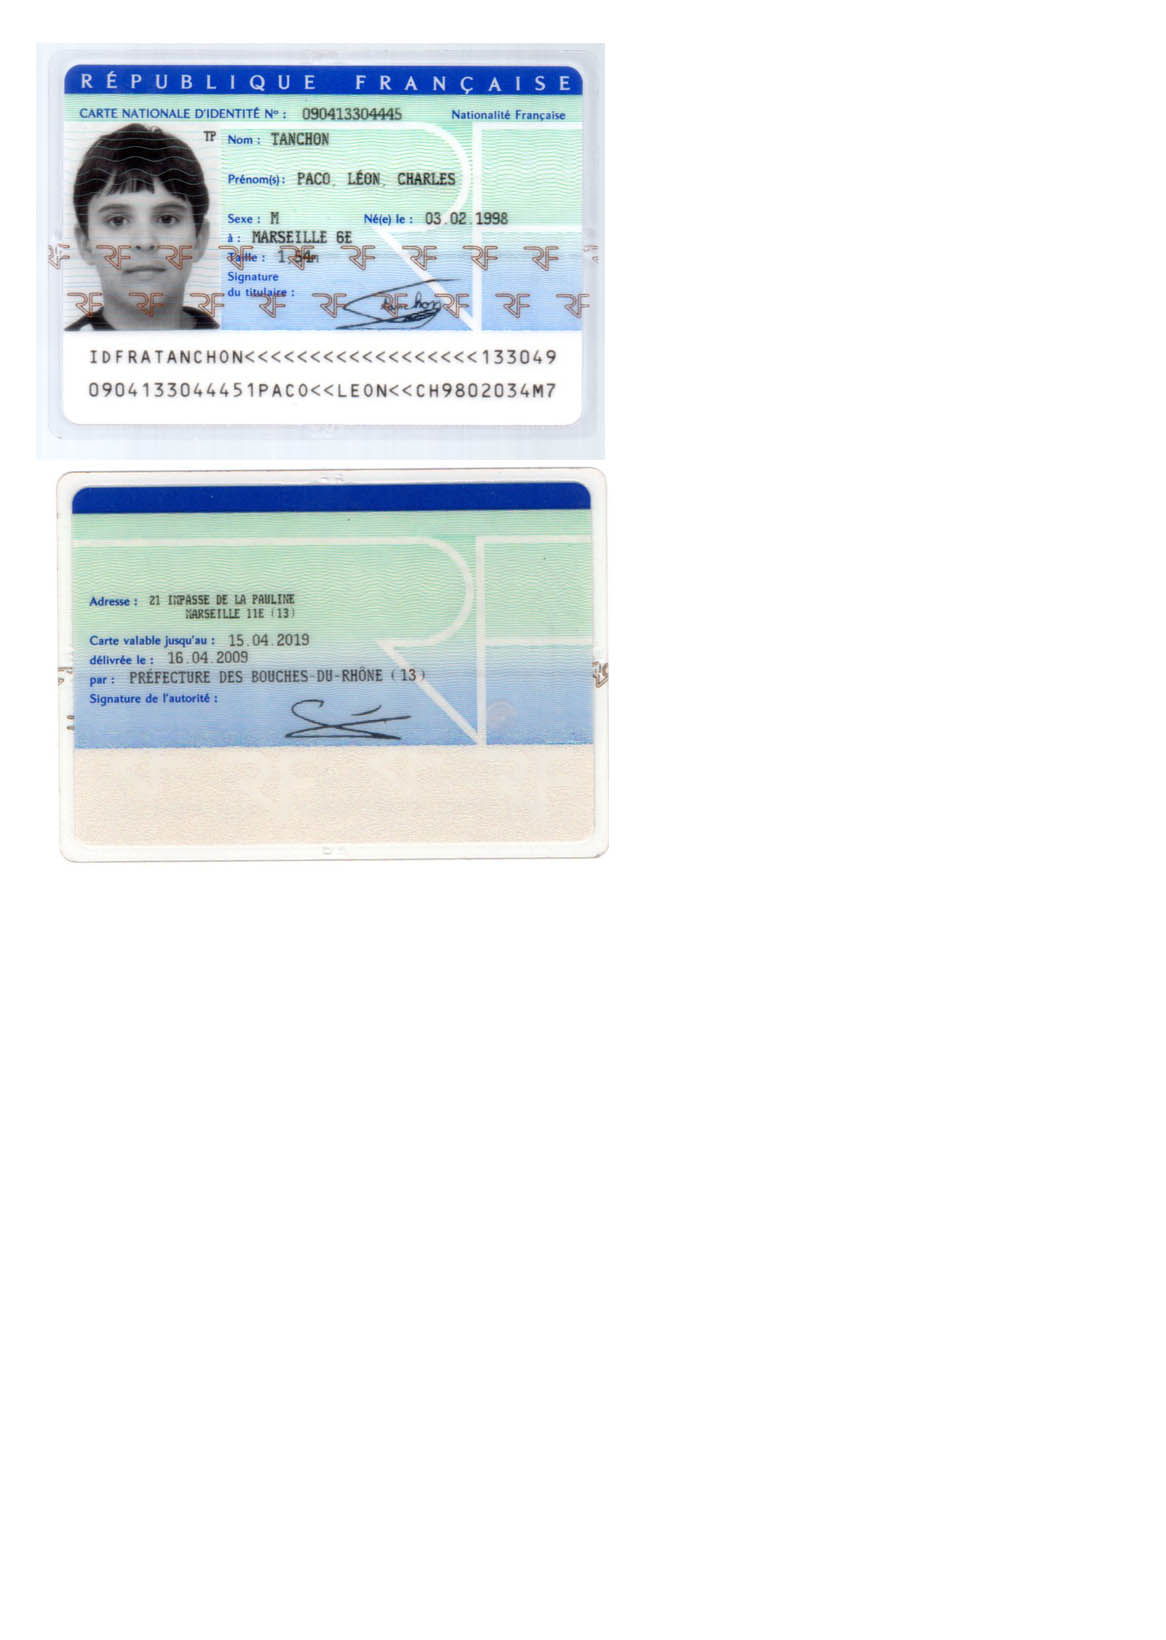 RÉPUBLIQUE FRANÇAISE
CARTE NATIONALE D'IDENTITÉ Nº : 090413304445 Nationalité Française
TP Nom : TANCHON
Prénom(s) : PACO, LÉON, CHARLES
Sexe : M Né(e) le : 03.02.1998
à : MARSEILLE 6E
Taille : 1,54m
Signature
du titulaire :
IDFRATANCHON<<<<<<<<<<<<<<<<<<133049
0904133044451PACO<<LEON<<CH9802034M7
Adresse : 21 IMPASSE DE LA PAULINE
MARSEILLE 11E (13)
Carte valable jusqu'au : 15.04.2019
délivrée le : 16.04.2009
par : PRÉFECTURE DES BOUCHES-DU-RHÔNE (13)
Signature de l'autorité :